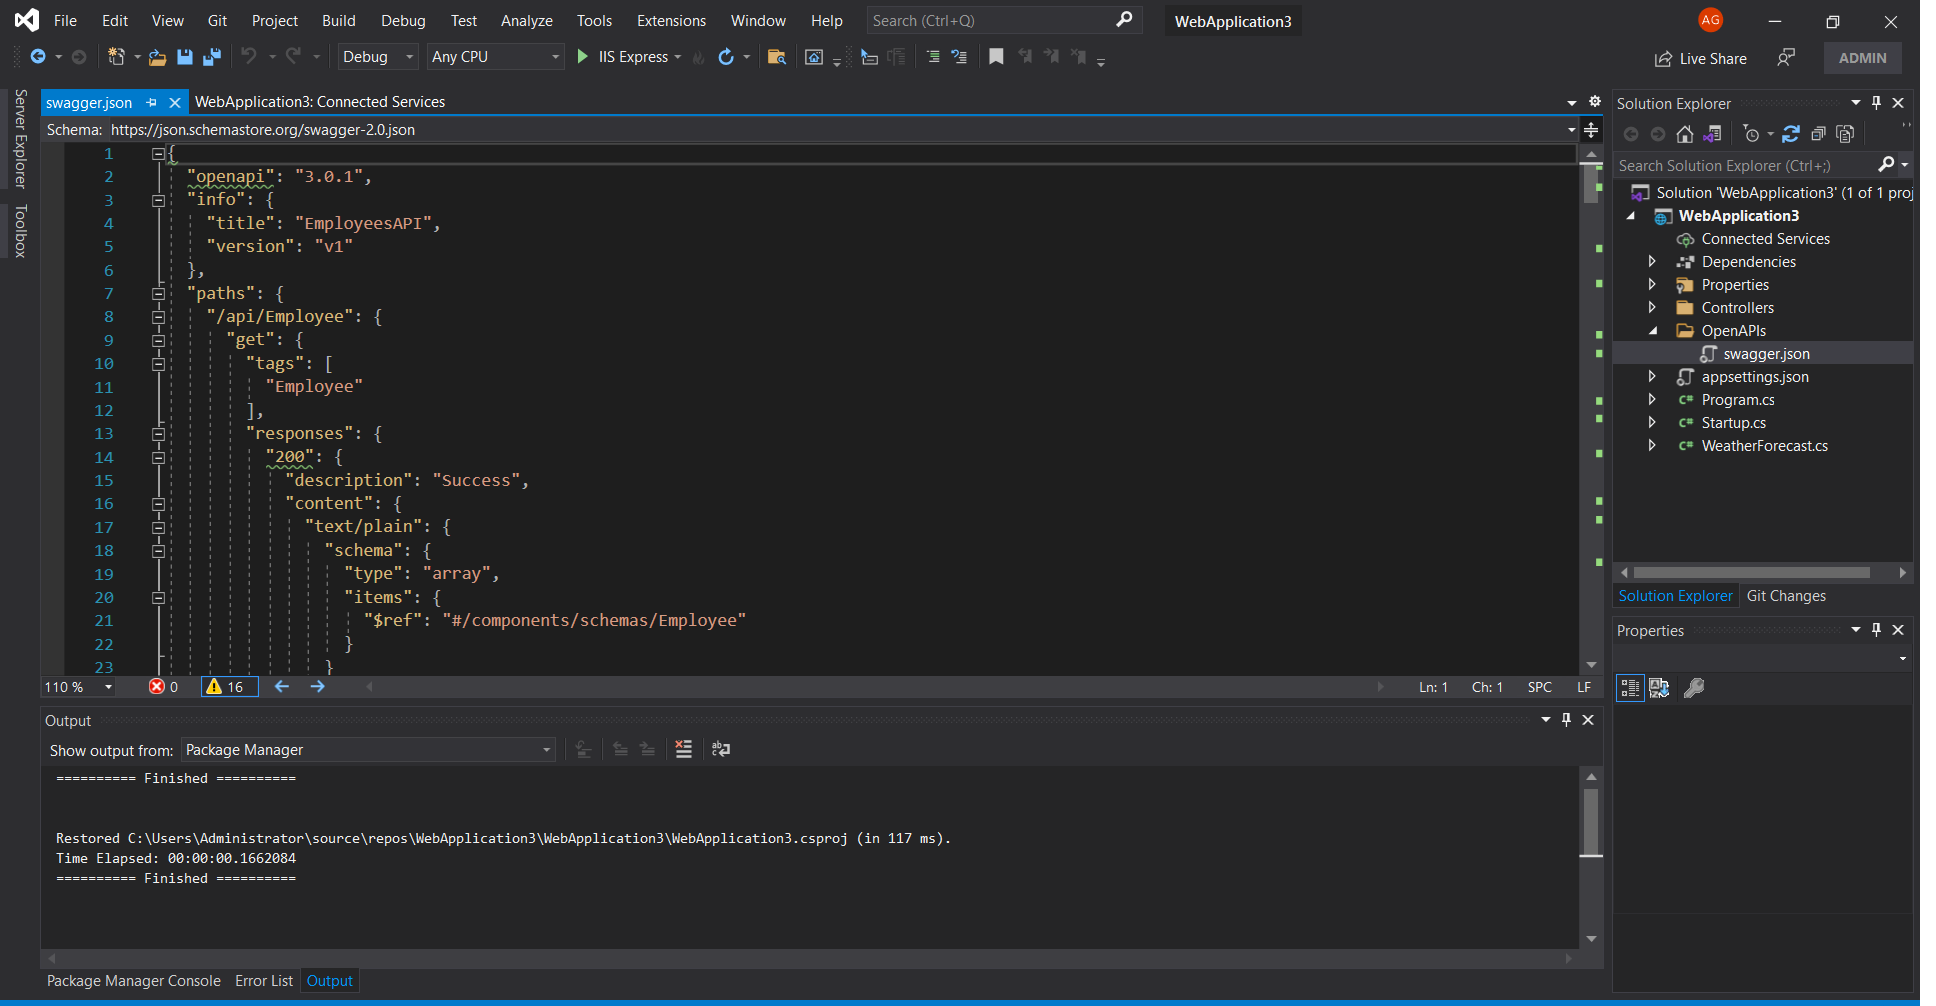 File Edit View Git Project Build Debug Test Analyze Tools Extensions Window Help Search (Ctrl+Q) WebApplication3 AG
Debug Any CPU IIS Express Live Share ADMIN
Server Explorer
Toolbox
swagger.json WebApplication3: Connected Services
Schema: https://json.schemastore.org/swagger-2.0.json
1 {
2 "openapi": "3.0.1",
3 "info": {
4 "title": "EmployeesAPI",
5 "version": "v1"
6 },
7 "paths": {
8 "/api/Employee": {
9 "get": {
10 "tags": [
11 "Employee"
12 ],
13 "responses": {
14 "200": {
15 "description": "Success",
16 "content": {
17 "text/plain": {
18 "schema": {
19 "type": "array",
20 "items": {
21 "$ref": "#/components/schemas/Employee"
22 }
23 }
110 % 0 16 Ln: 1 Ch: 1 SPC LF
Output
Show output from: Package Manager
========== Finished ==========
Restored C:\Users\Administrator\source\repos\WebApplication3\WebApplication3\WebApplication3.csproj (in 117 ms).
Time Elapsed: 00:00:00.1662084
========== Finished ==========
Package Manager Console Error List Output
Solution Explorer
Search Solution Explorer (Ctrl+;)
Solution 'WebApplication3' (1 of 1 proj
WebApplication3
Connected Services
Dependencies
Properties
Controllers
OpenAPIs
swagger.json
appsettings.json
C# Program.cs
C# Startup.cs
C# WeatherForecast.cs
Solution Explorer Git Changes
Properties